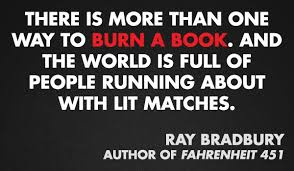 THERE IS MORE THAN ONE
WAY TO BURN A BOOK. AND
THE WORLD IS FULL OF
PEOPLE RUNNING ABOUT
WITH LIT MATCHES.
RAY BRADBURY
AUTHOR OF FAHRENHEIT 451